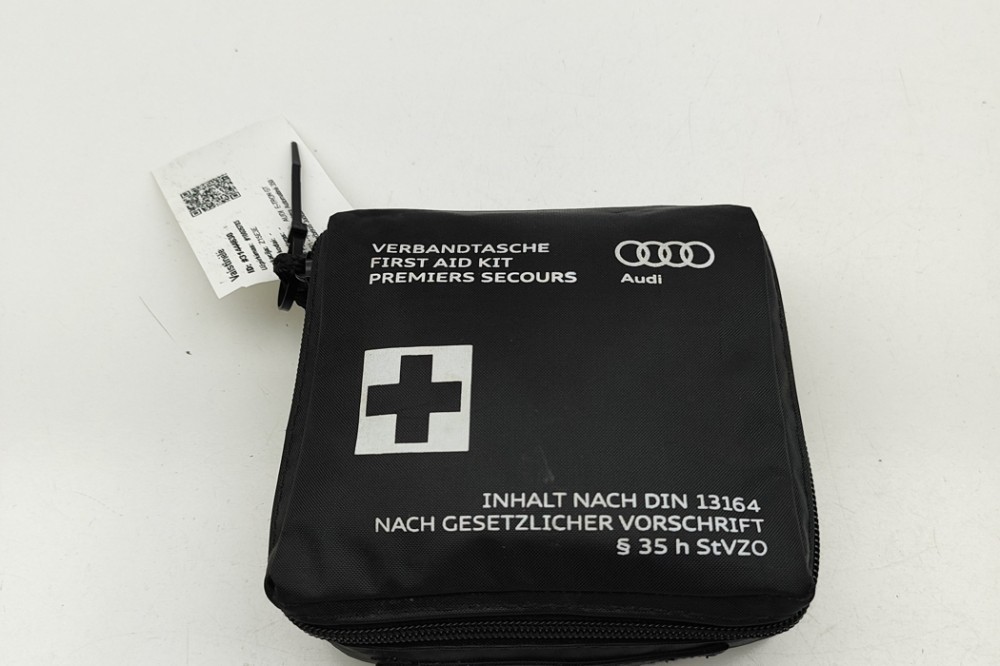 VERBANDTASCHE
FIRST AID KIT
PREMIERS SECOURS
Audi
INHALT NACH DIN 13164
NACH GESETZLICHER VORSCHRIFT
§ 35 h StVZO